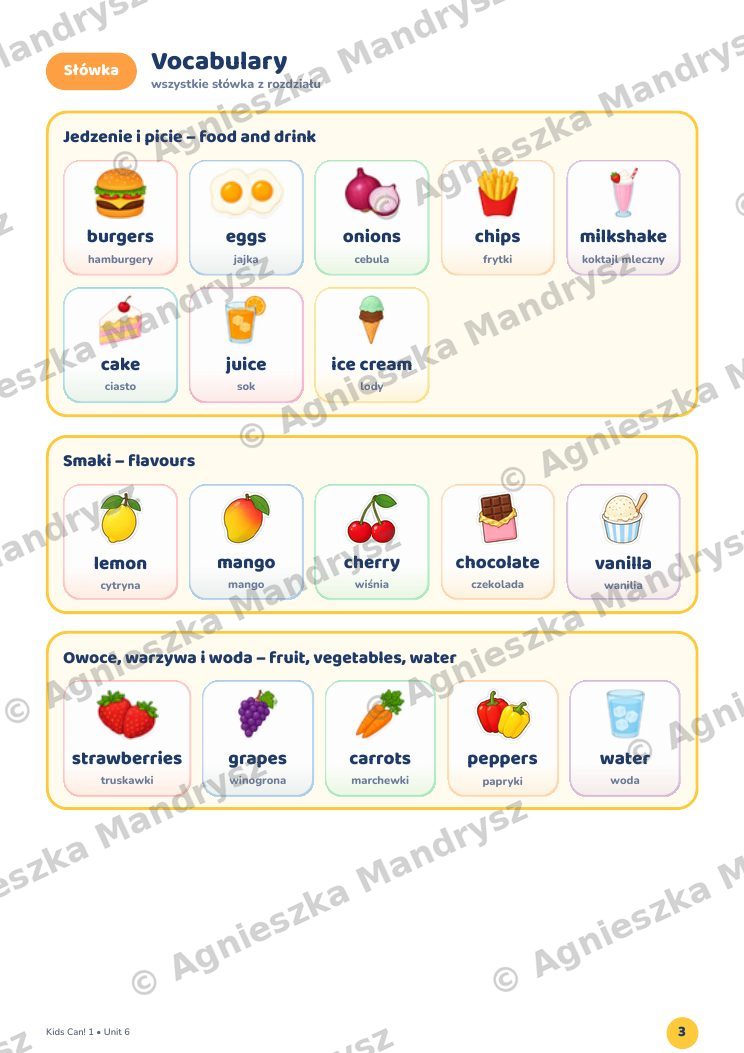 Słówka
Vocabulary
wszystkie słówka z rozdziału
Jedzenie i picie – food and drink
burgers eggs onions chips milkshake
hamburgery jajka cebula frytki koktajl mleczny
cake juice ice cream
ciasto sok lody
Smaki – flavours
lemon mango cherry chocolate vanilla
cytryna mango wiśnia czekolada wanilia
Owoce, warzywa i woda – fruit, vegetables, water
strawberries grapes carrots peppers water
truskawki winogrona marchewki papryki woda
Kids Can! 1 • Unit 6
3
© Agnieszka Mandrysz